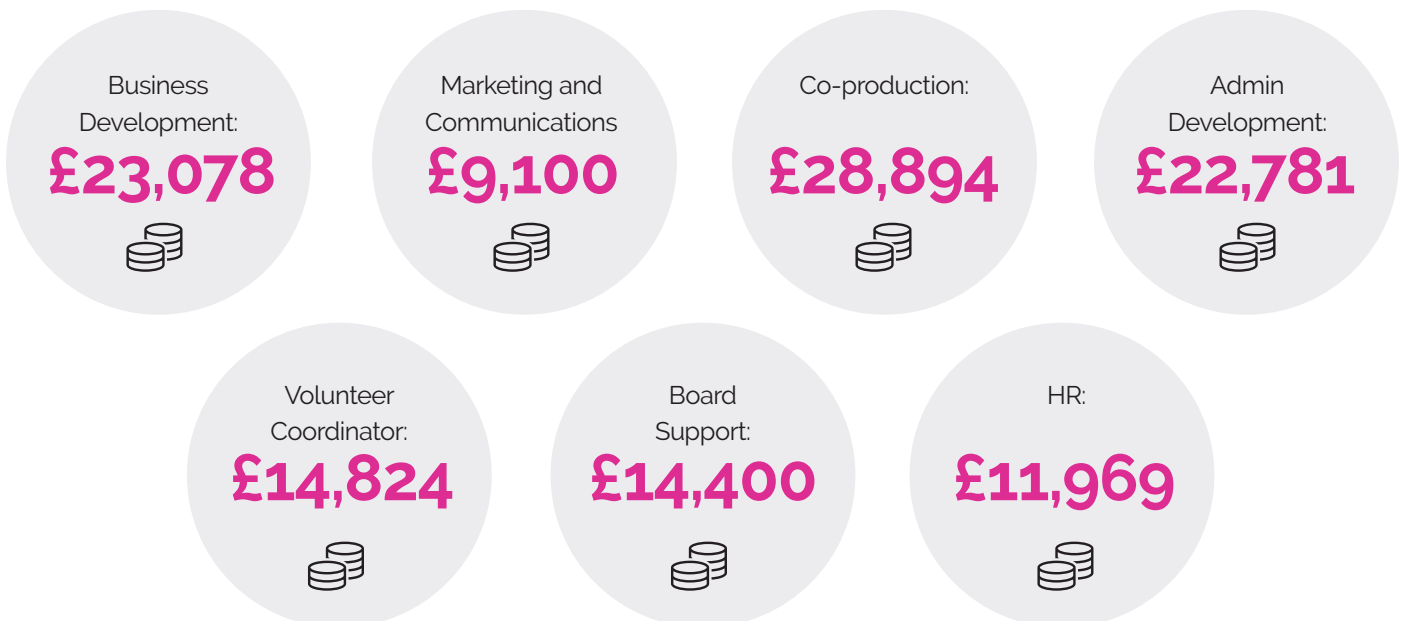 Business
Development:
£23,078
Marketing and
Communications
£9,100
Co-production:
£28,894
Admin
Development:
£22,781
Volunteer
Coordinator:
£14,824
Board
Support:
£14,400
HR:
£11,969